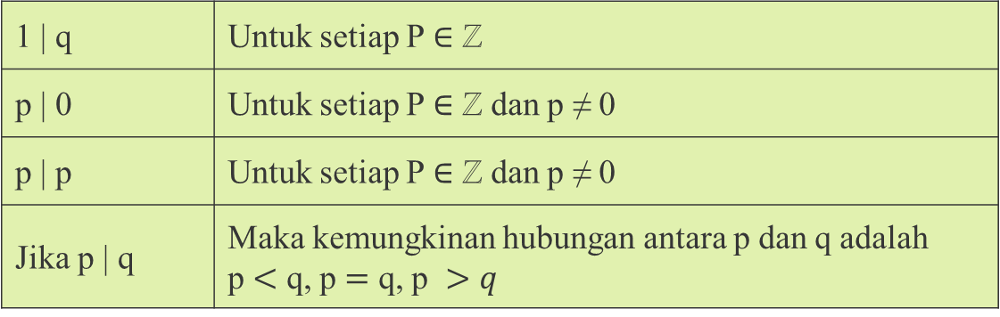 1 | q
Untuk setiap P ∈ ℤ
p | 0
Untuk setiap P ∈ ℤ dan p ≠ 0
p | p
Untuk setiap P ∈ ℤ dan p ≠ 0
Jika p | q
Maka kemungkinan hubungan antara p dan q adalah
p < q, p = q, p > q